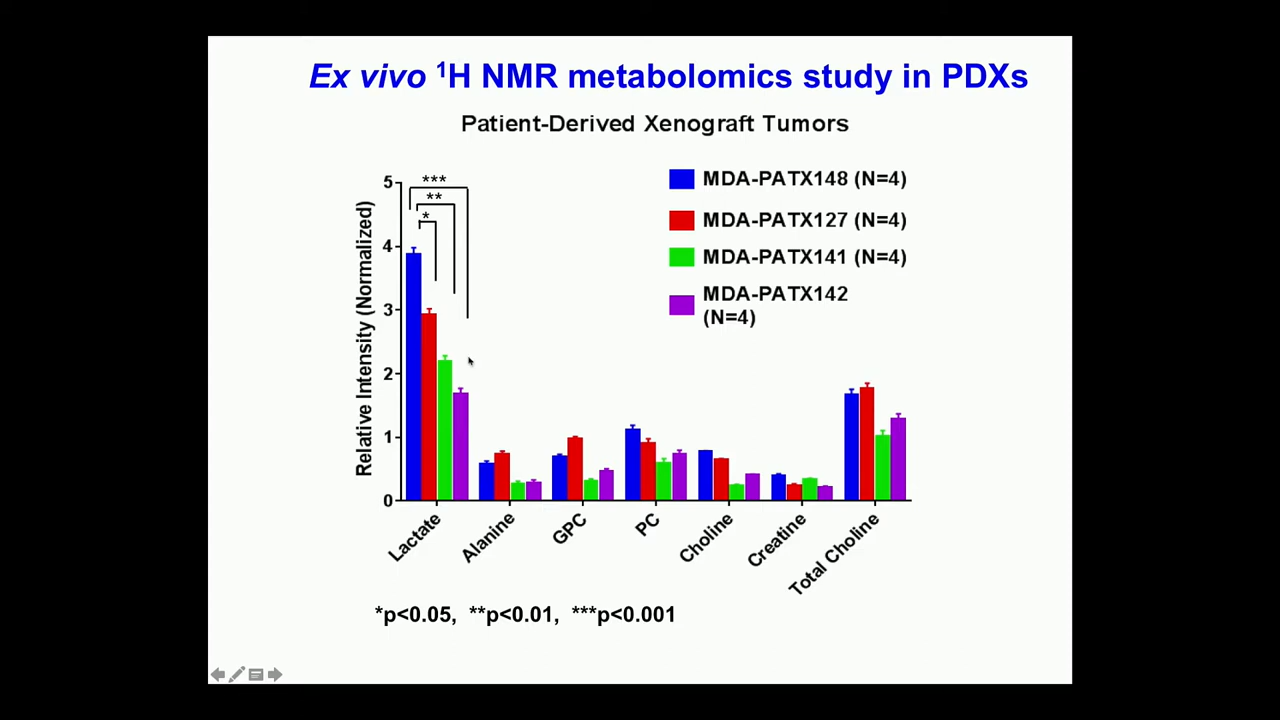 Ex vivo ¹H NMR metabolomics study in PDXs
Patient-Derived Xenograft Tumors
MDA-PATX148 (N=4)
MDA-PATX127 (N=4)
MDA-PATX141 (N=4)
MDA-PATX142
(N=4)
Relative Intensity (Normalized)
5
4
3
2
1
0
***
**
*
Lactate
Alanine
GPC
PC
Choline
Creatine
Total Choline
*p<0.05, **p<0.01, ***p<0.001